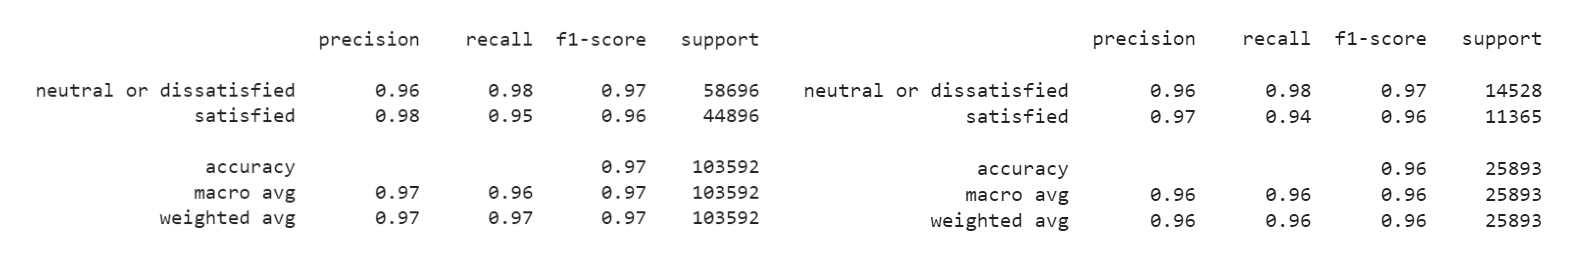 precision recall f1-score support
neutral or dissatisfied 0.96 0.98 0.97 58696
satisfied 0.98 0.95 0.96 44896
accuracy 0.97 103592
macro avg 0.97 0.96 0.97 103592
weighted avg 0.97 0.97 0.97 103592
precision recall f1-score support
neutral or dissatisfied 0.96 0.98 0.97 14528
satisfied 0.97 0.94 0.96 11365
accuracy 0.96 25893
macro avg 0.96 0.96 0.96 25893
weighted avg 0.96 0.96 0.96 25893